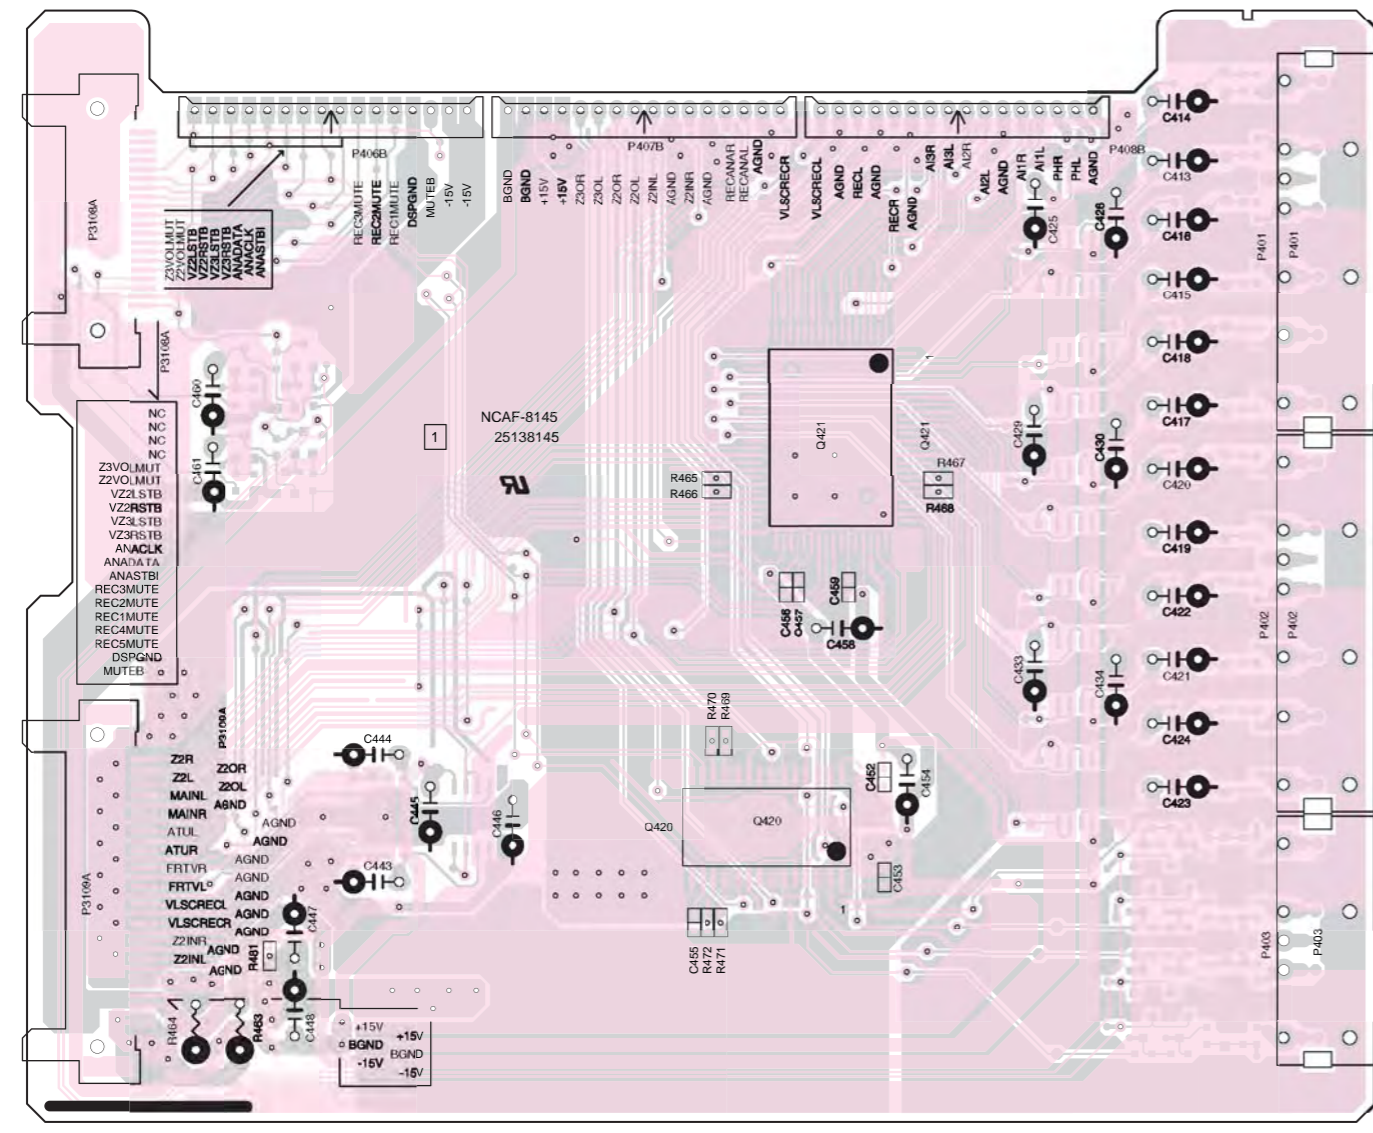 P3108A
P406B
P407B
P408B
Z3VOLMUT
Z2VOLMUT
VZ2LSTB
VZ2RSTB
VZ3LSTB
VZ3RSTB
ANADATA
ANACLK
ANASTBI
REC3MUTE
REC2MUTE
REC1MUTE
DSPGND
MUTEB
-15V
-15V
BGND
BGND
+15V
+15V
Z3OR
Z3OL
Z2OR
Z2OL
Z2INL
AGND
Z2INR
AGND
RECANAR
RECANAL
AGND
VLSCRECR
VLSCRECL
AGND
RECL
AGND
RECR
AGND
AI3R
AI3L
AI2R
AI2L
AGND
AI1R
AI1L
PHR
PHL
AGND
C425
C426
C414
C413
C416
C415
C418
C417
C420
C419
C422
C421
C424
C423
P401
P401
P402
P402
P403
P403
P3108A
NC
NC
NC
NC
Z3VOLMUT
Z2VOLMUT
VZ2LSTB
VZ2RSTB
VZ3LSTB
VZ3RSTB
ANACLK
ANADATA
ANASTBI
REC3MUTE
REC2MUTE
REC1MUTE
REC4MUTE
REC5MUTE
DSPGND
MUTEB
C460
C461
1
NCAF-8145
25138145
1
Q421
Q421
R465
R466
R467
R468
C429
C430
C456
C457
C459
C458
C433
C434
R470
R469
C452
C454
Q420
Q420
C453
1
C455
R472
R471
C444
C445
C446
C443
C447
C448
P3109A
P3109A
Z2R
Z2L
MAINL
MAINR
ATUL
ATUR
FRTVR
FRTVL
VLSCRECL
VLSCRECR
Z2INR
Z2INL
Z2OR
Z2OL
AGND
AGND
AGND
AGND
AGND
AGND
AGND
AGND
AGND
AGND
R481
R464
R463
+15V
BGND
-15V
+15V
BGND
-15V